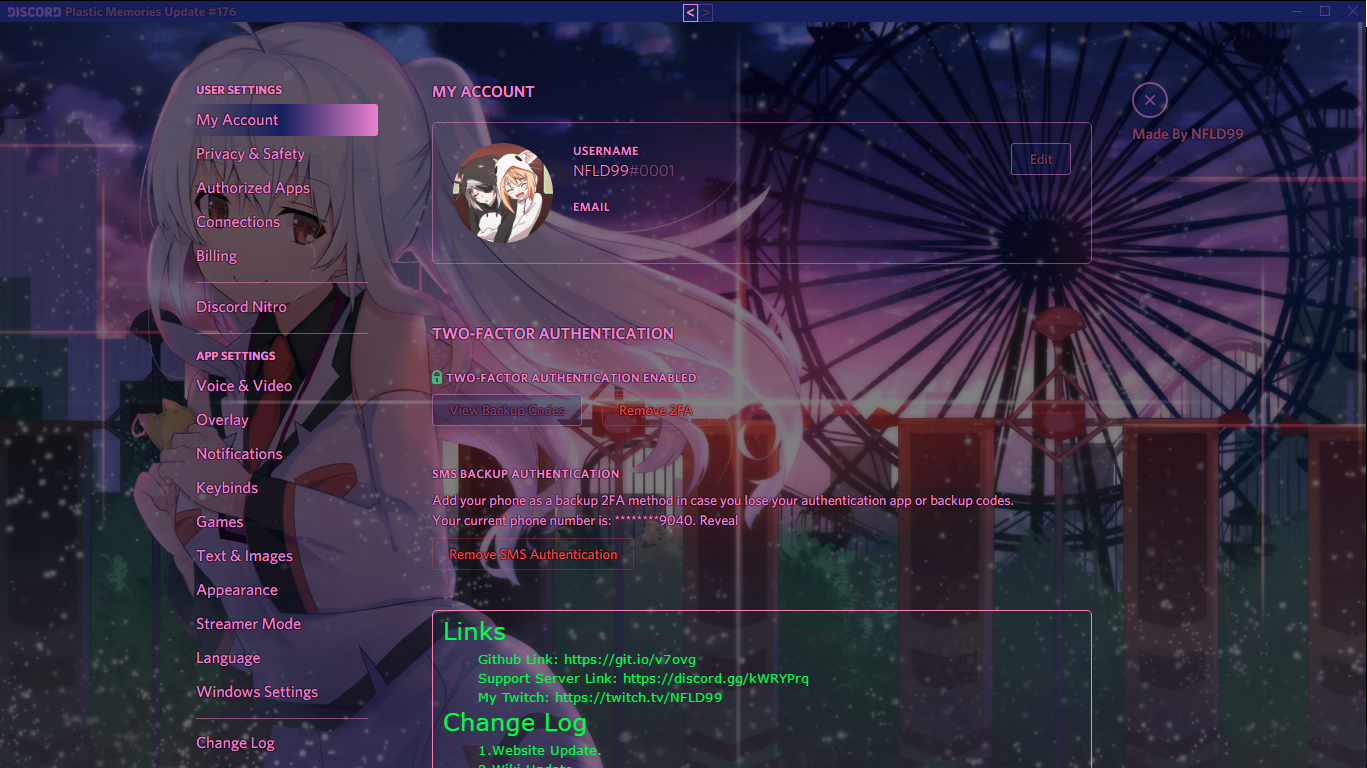 DISCORD Plastic Memories Update #176
< >
USER SETTINGS
My Account
Privacy & Safety
Authorized Apps
Connections
Billing
Discord Nitro
APP SETTINGS
Voice & Video
Overlay
Notifications
Keybinds
Games
Text & Images
Appearance
Streamer Mode
Language
Windows Settings
Change Log
MY ACCOUNT
USERNAME
NFLD99#0001
EMAIL
Edit
Made By NFLD99
TWO-FACTOR AUTHENTICATION
TWO-FACTOR AUTHENTICATION ENABLED
View Backup Codes Remove 2FA
SMS BACKUP AUTHENTICATION
Add your phone as a backup 2FA method in case you lose your authentication app or backup codes.
Your current phone number is: ********9040. Reveal
Remove SMS Authentication
Links
Github Link: https://git.io/v7ovg
Support Server Link: https://discord.gg/kWRYPrq
My Twitch: https://twitch.tv/NFLD99
Change Log
1.Website Update.
2.Wiki Update